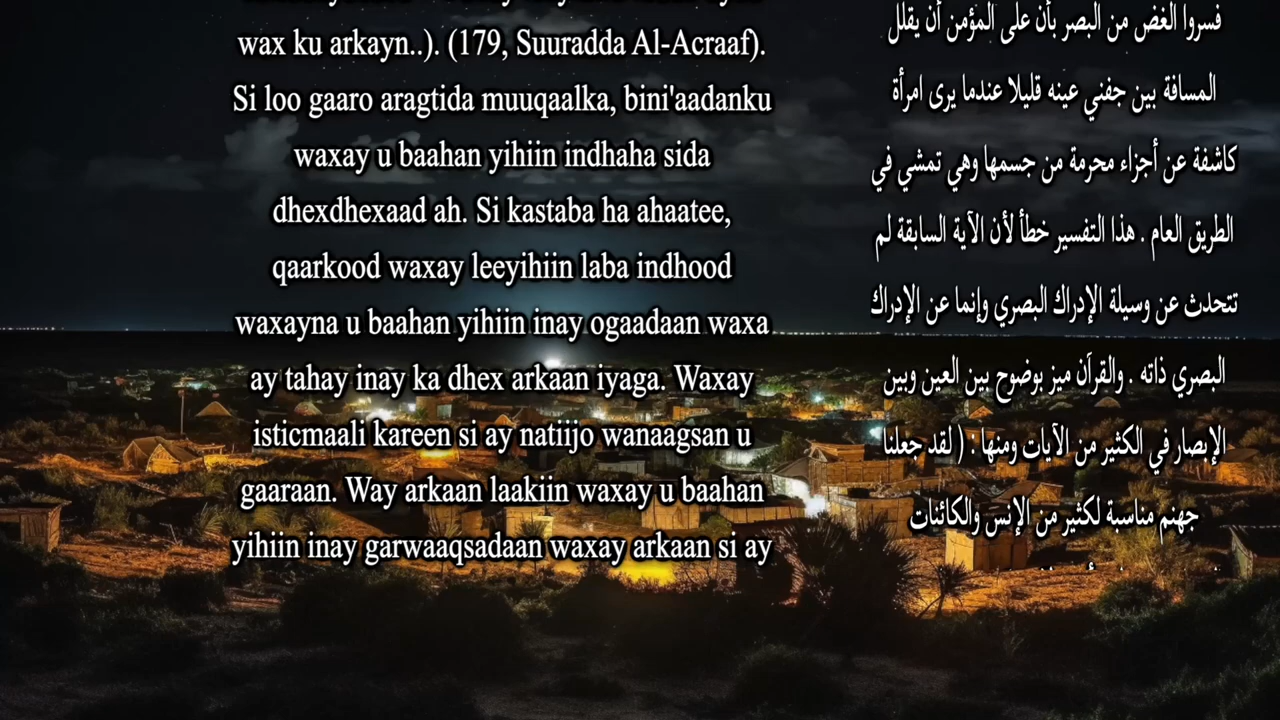 wax ku arkayn..). (179, Suuradda Al-Acraaf).
Si loo gaaro aragtida muuqaalka, bini'aadanku
waxay u baahan yihiin indhaha sida
dhexdhexaad ah. Si kastaba ha ahaatee,
qaarkood waxay leeyihiin laba indhood
waxayna u baahan yihiin inay ogaadaan waxa
ay tahay inay ka dhex arkaan iyaga. Waxay
isticmaali kareen si ay natiijo wanaagsan u
gaaraan. Way arkaan laakiin waxay u baahan
yihiin inay garwaaqsadaan waxay arkaan si ay
فسروا الغض من البصر بأن على المؤمن أن يقلل
المسافة بين جفني عينه قليلا عندما يرى امرأة
كاشفة عن أجزاء محرمة من جسمها وهي تمشي في
الطريق العام . هذا التفسير خطأ لأن الآية السابقة لم
تتحدث عن وسيلة الإدراك البصري وإنما عن الإدراك
البصري ذاته . والقرآن ميز بوضوح بين العين وبين
الإبصار في الكثير من الآيات ومنها : ( لقد جعلنا
جهنم مناسبة لكثير من الإنس والكائنات